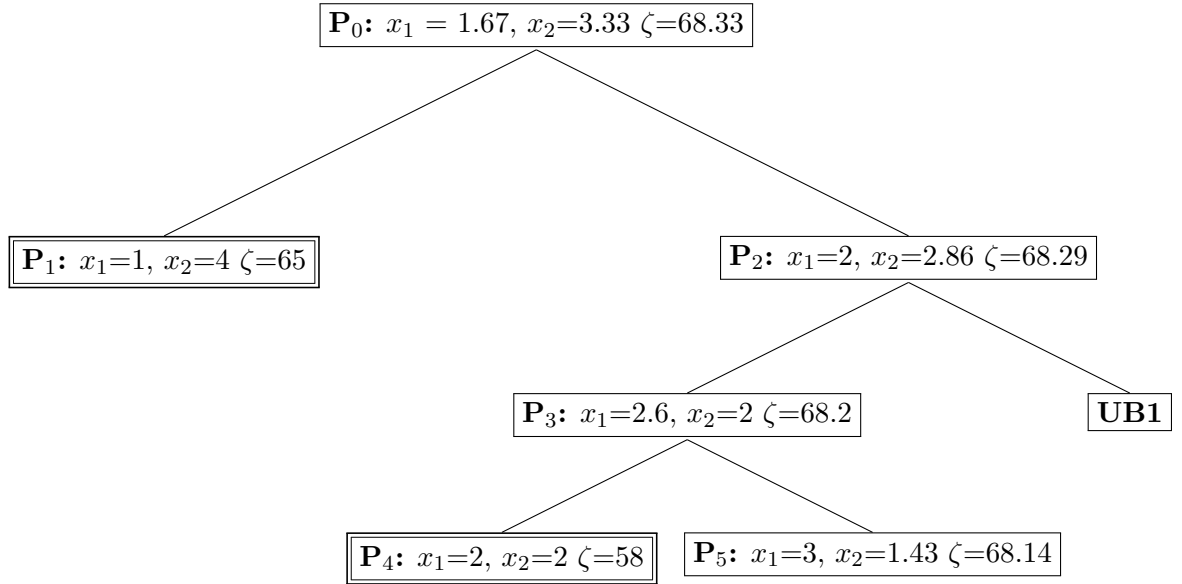 P₀: x₁ = 1.67, x₂=3.33 ζ=68.33
P₁: x₁=1, x₂=4 ζ=65
P₂: x₁=2, x₂=2.86 ζ=68.29
P₃: x₁=2.6, x₂=2 ζ=68.2
UB1
P₄: x₁=2, x₂=2 ζ=58
P₅: x₁=3, x₂=1.43 ζ=68.14